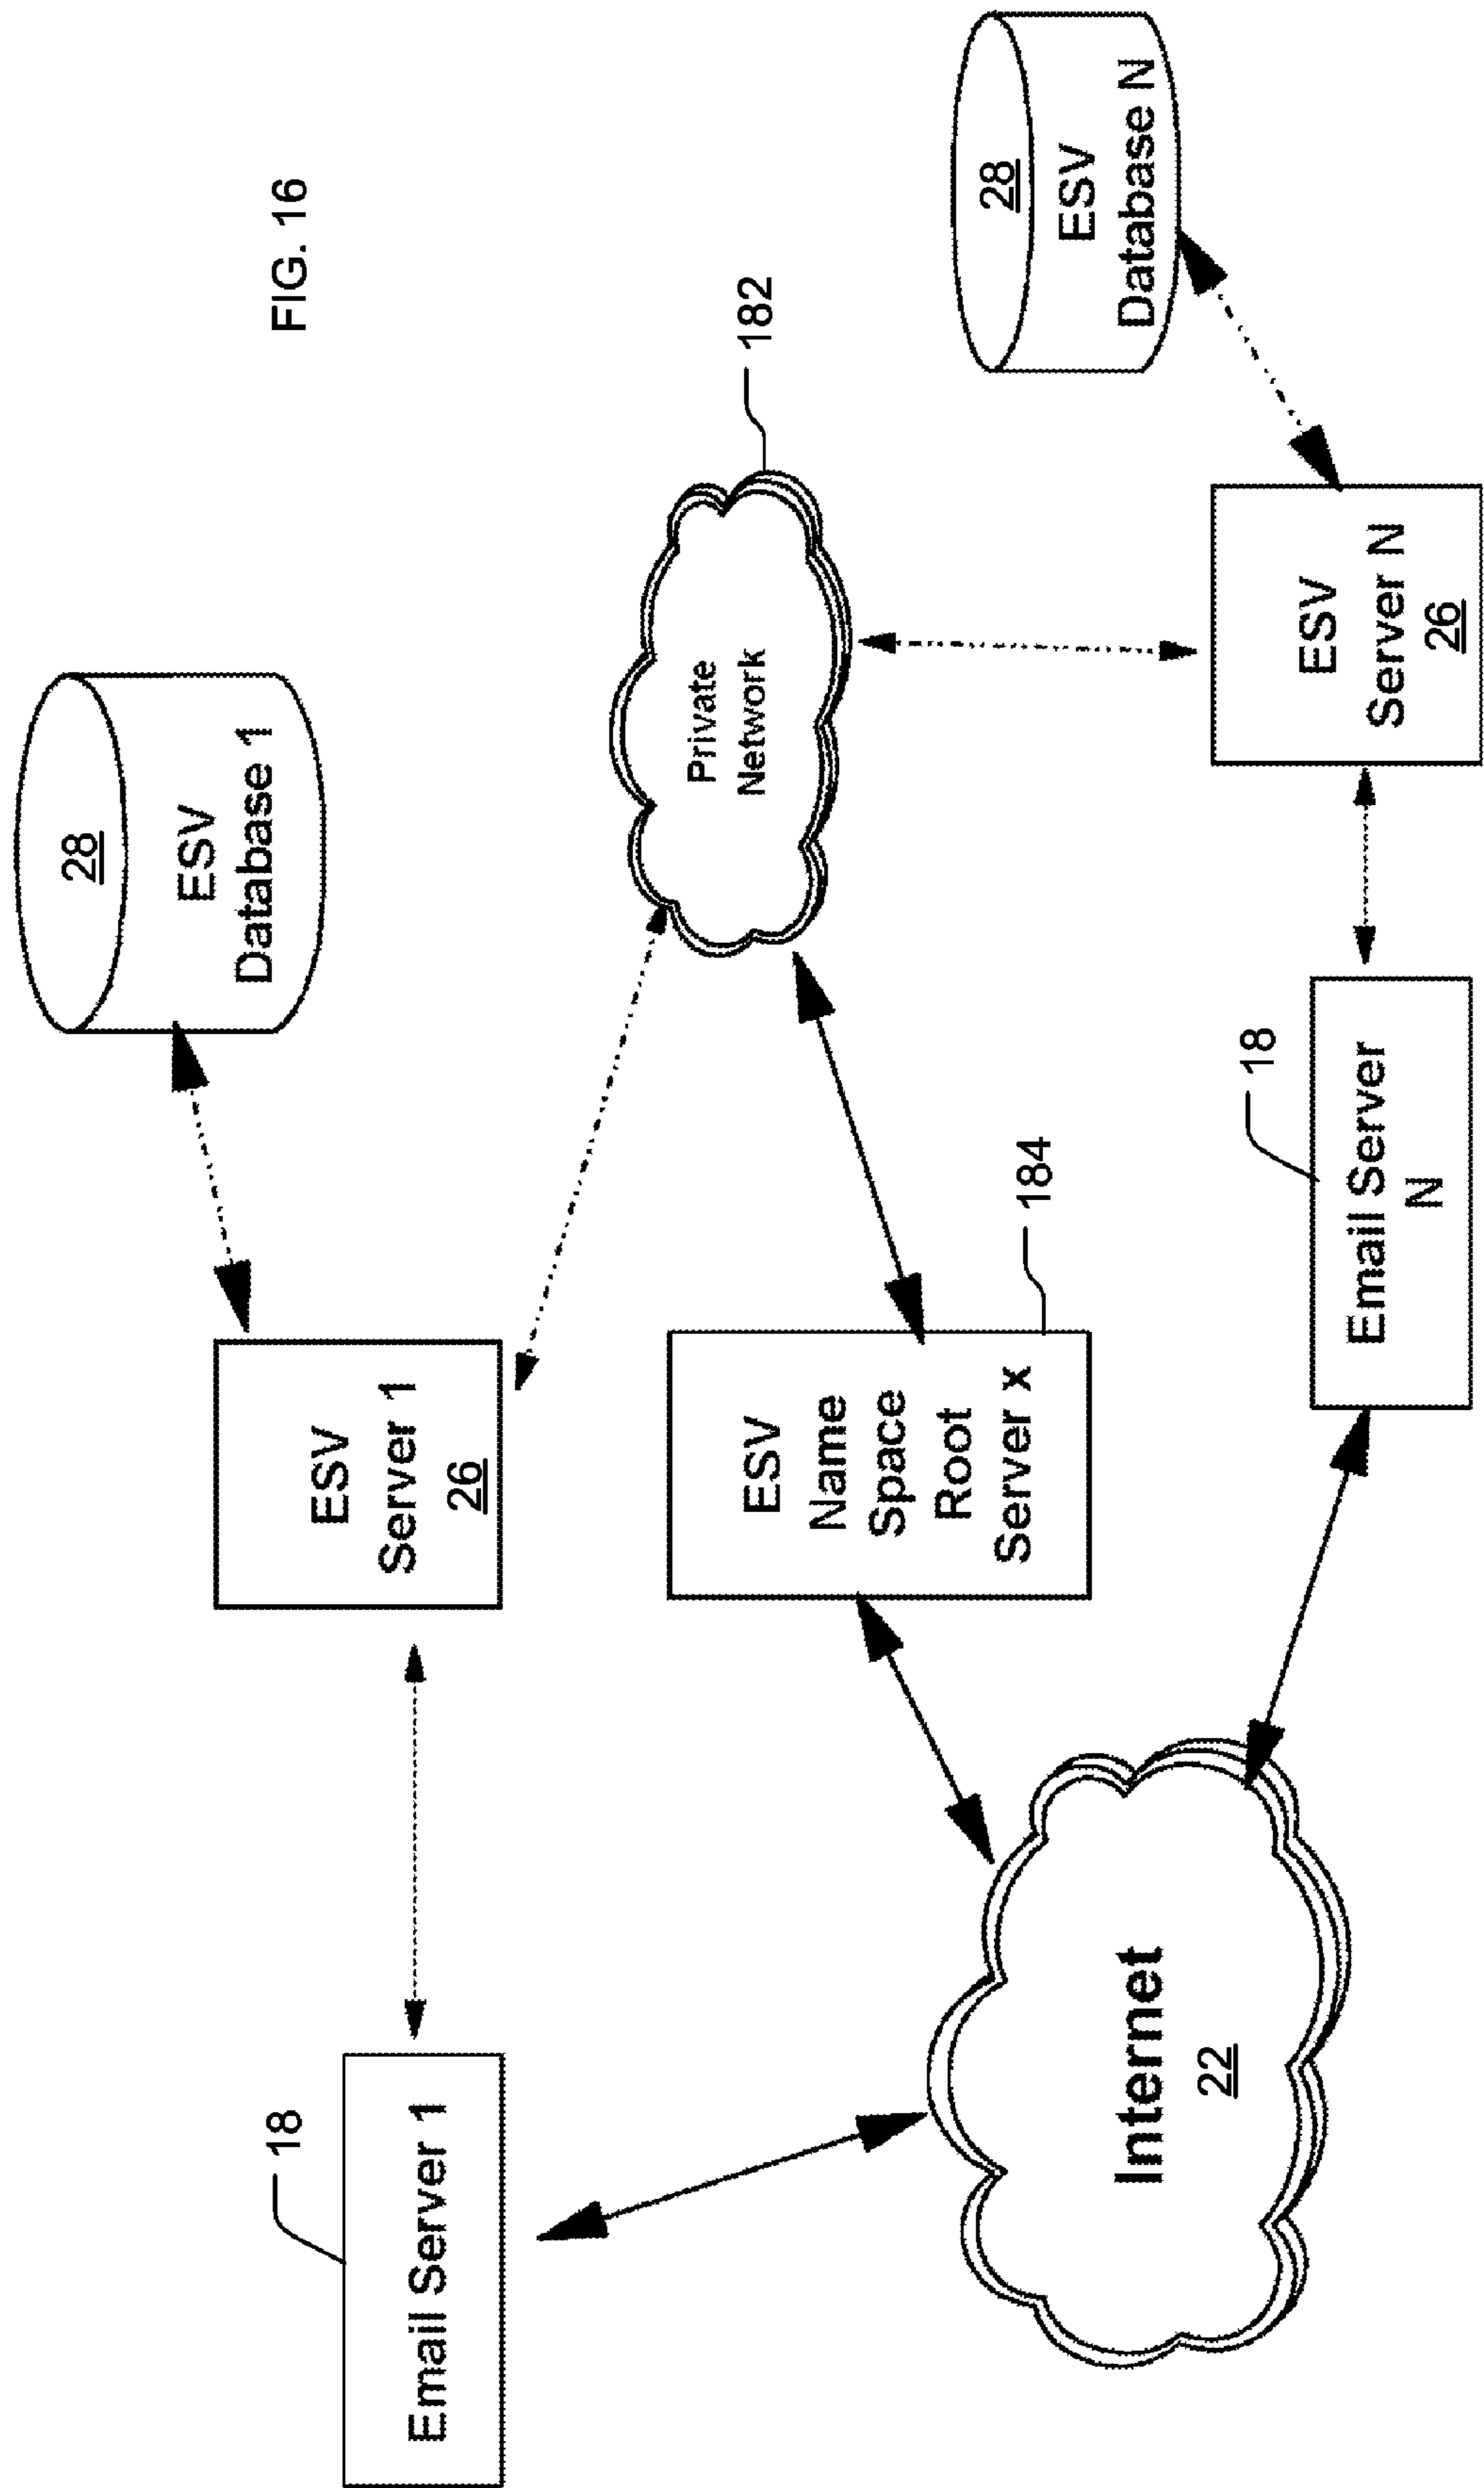 FIG. 16
18
Email Server 1
ESV
Server 1
26
28
ESV
Database 1
Internet
22
ESV
Name
Space
Root
Server x
184
Private
Network
182
18
Email Server
N
ESV
Server N
26
28
ESV
Database N